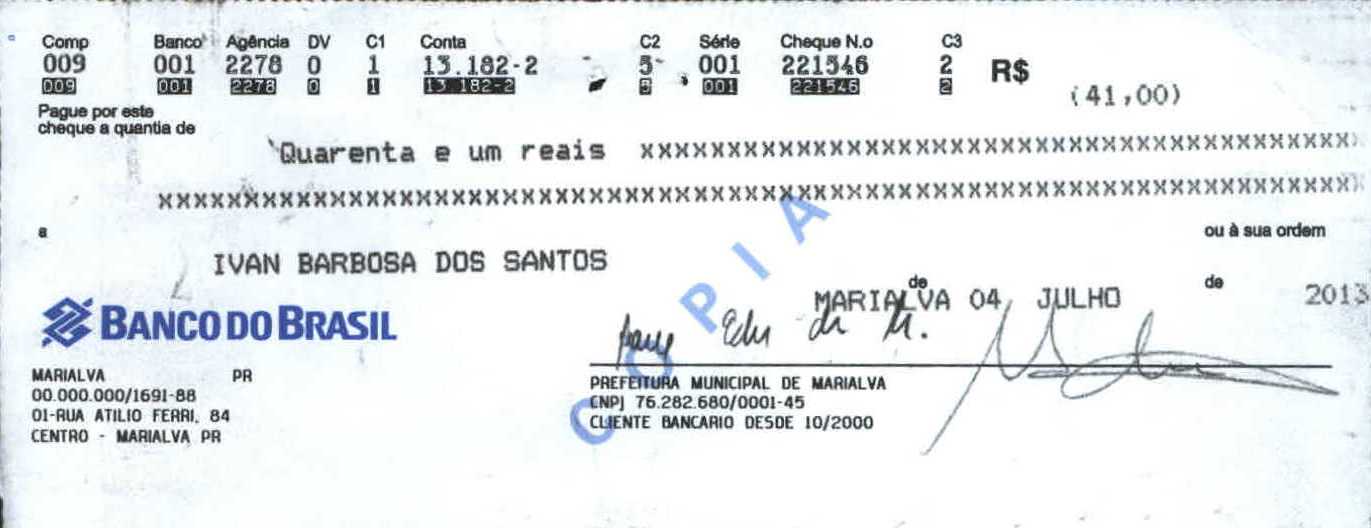 Comp Banco Agência DV C1 Conta C2 Série Cheque N.o C3
009 001 2278 0 1 13.182-2 5 001 221546 2 R$
009 001 2278 0 1 13.182-2 001 221546 2
(41,00)
Pague por este
cheque a quantia de
Quarenta e um reais xxxxxxxxxxxxxxxxxxxxxxxxxxxxxxxxxxxxxxxxxxxxxxxxx
xxxxxxxxxxxxxxxxxxxxxxxxxxxxxxxxxxxxxxxxxxxxxxxxxxxxxxxxxxxxxxxxxxxxxxxxxxxxxxxxxx
a ou à sua ordem
IVAN BARBOSA DOS SANTOS
de de
MARIALVA 04, JULHO 2013
BANCO DO BRASIL
COPIA
MARIALVA PR
00.000.000/1691-88
01-RUA ATILIO FERRI, 84
CENTRO - MARIALVA PR
PREFEITURA MUNICIPAL DE MARIALVA
CNPJ 76.282.680/0001-45
CLIENTE BANCARIO DESDE 10/2000